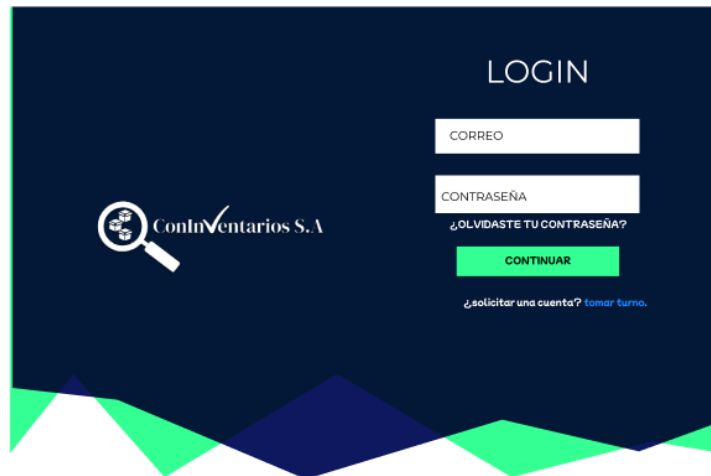 LOGIN
CORREO
CONTRASEÑA
¿OLVIDASTE TU CONTRASEÑA?
CONTINUAR
¿solicitar una cuenta? tomar turno.
ConInVentarios S.A